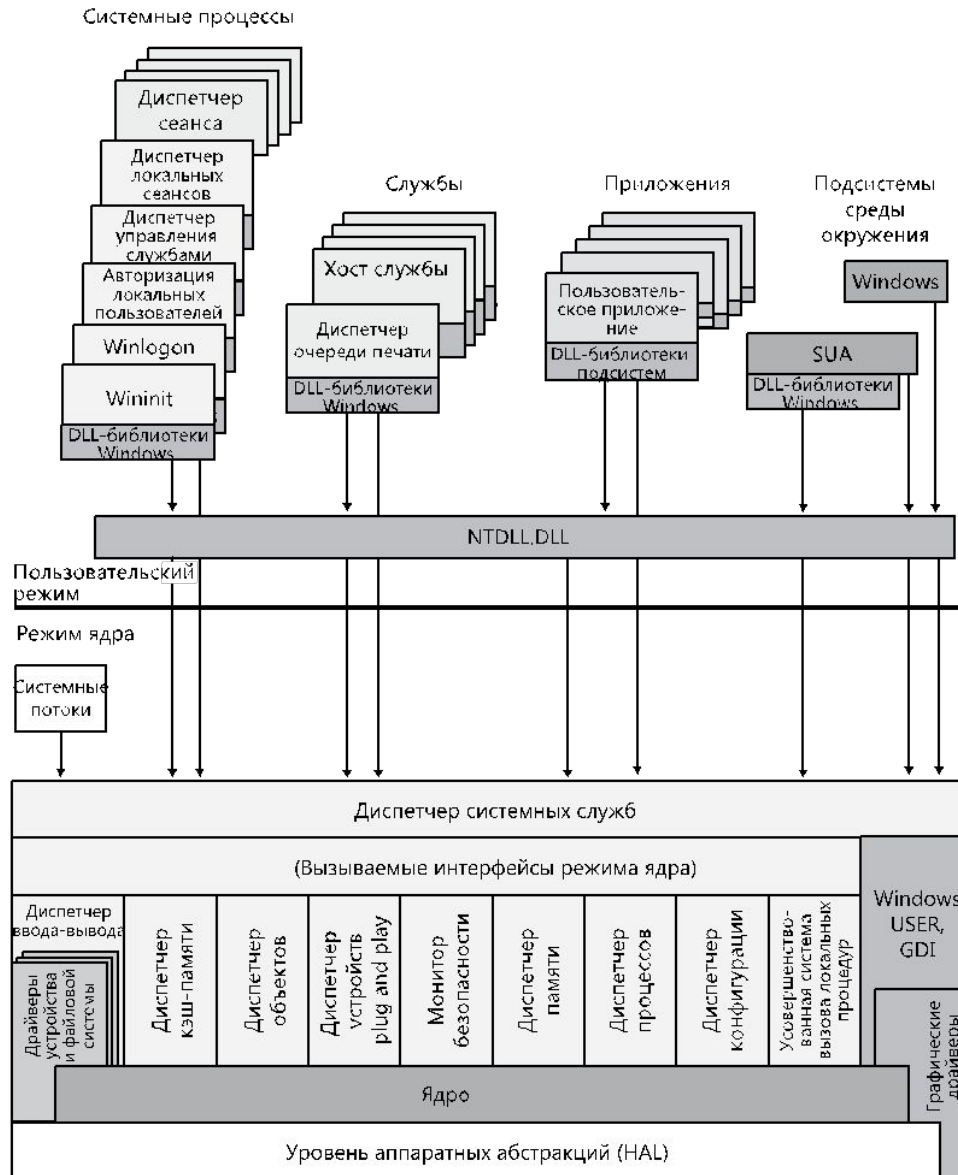 Системные процессы
Диспетчер
сеанса
Диспетчер
локальных
сеансов
Диспетчер
управления
службами
Авторизация
локальных
пользователей
Winlogon
Wininit
DLL-библиотеки
Windows
Службы
Хост службы
Диспетчер
очереди печати
DLL-библиотеки
Windows
Приложения
Пользователь-
ское приложе-
ние
DLL-библиотеки
подсистем
Подсистемы
среды
окружения
Windows
SUA
DLL-библиотеки
Windows
NTDLL.DLL
Пользовательский
режим
Режим ядра
Системные
потоки
Диспетчер системных служб
(Вызываемые интерфейсы режима ядра)
Диспетчер
ввода-вывода
Драйверы
устройства
и файловой
системы
Диспетчер
кэш-памяти
Диспетчер
объектов
Диспетчер
устройств
plug and play
Монитор
безопасности
Диспетчер
памяти
Диспетчер
процессов
Диспетчер
конфигурации
Усовершенство-
ванная система
вызова локальных
процедур
Windows
USER,
GDI
Графические
драйверы
Ядро
Уровень аппаратных абстракций (HAL)